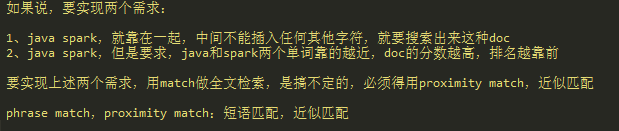 如果说，要实现两个需求：
1、java spark，就靠在一起，中间不能插入任何其他字符，就要搜索出来这种doc
2、java spark，但是要求，java和spark两个单词靠的越近，doc的分数越高，排名越靠前
要实现上述两个需求，用match做全文检索，是搞不定的，必须得用proximity match，近似匹配
phrase match，proximity match：短语匹配，近似匹配